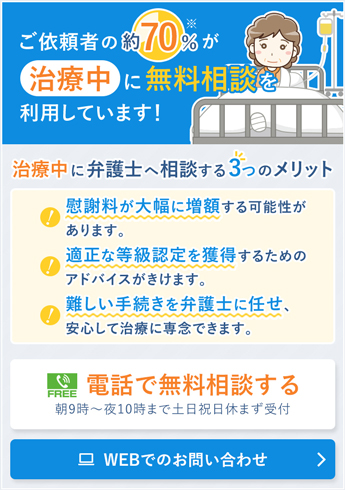 ご依頼者の約70%※が
治療中に無料相談を
利用しています!
治療中に弁護士へ相談する3つのメリット
慰謝料が大幅に増額する可能性が
あります。
適正な等級認定を獲得するための
アドバイスがきけます。
難しい手続きを弁護士に任せ、
安心して治療に専念できます。
FREE 電話で無料相談する
朝9時〜夜10時まで土日祝日休まず受付
WEBでのお問い合わせ